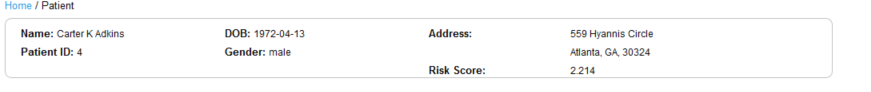 Home / Patient
Name: Carter K Adkins DOB: 1972-04-13 Address: 559 Hyannis Circle
Patient ID: 4 Gender: male Atlanta, GA, 30324
Risk Score: 2.214